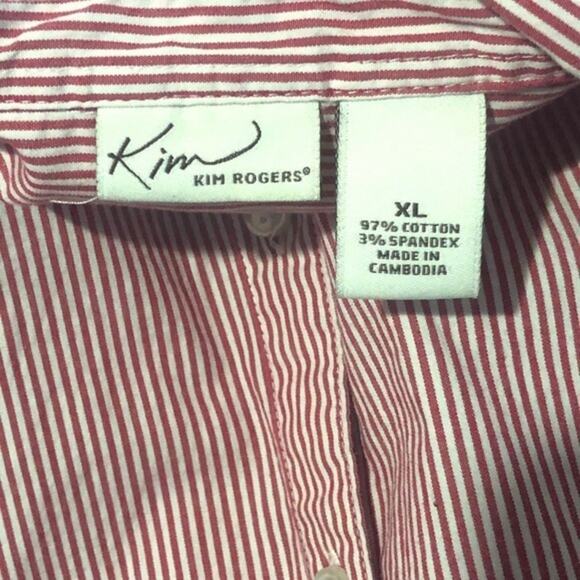 Kim
KIM ROGERS®
XL
97% COTTON
3% SPANDEX
MADE IN
CAMBODIA